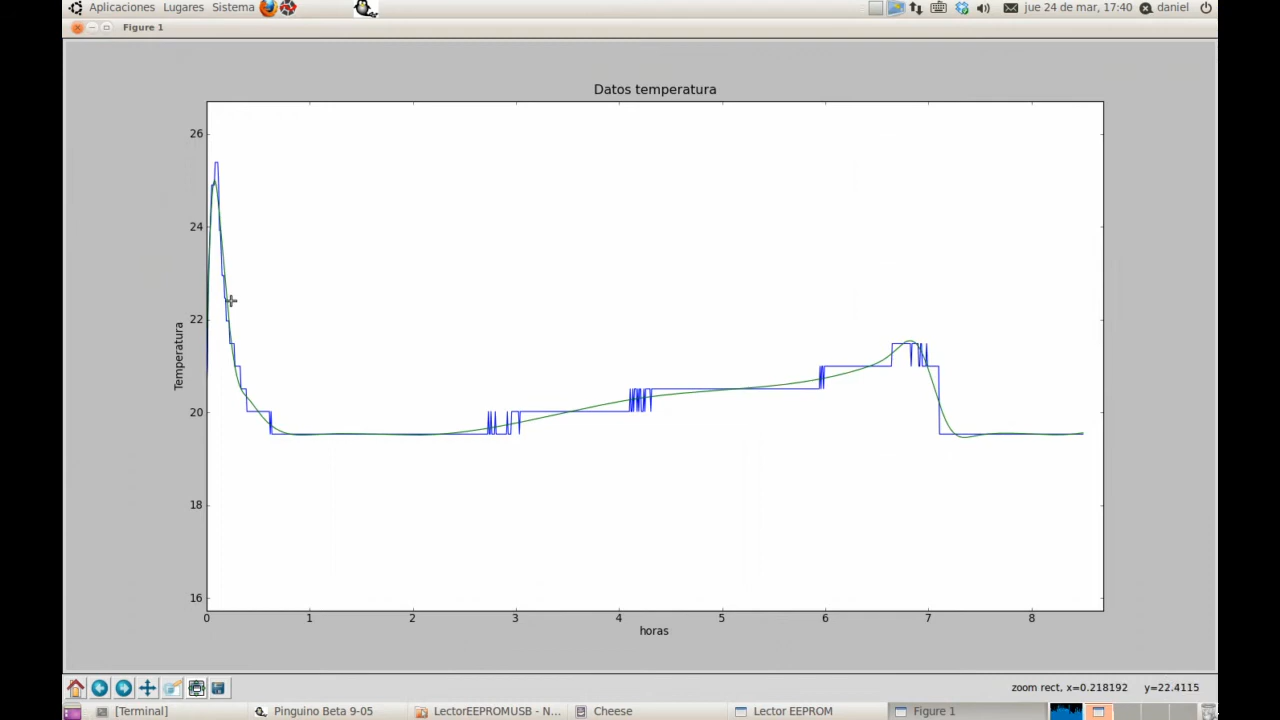 Aplicaciones Lugares Sistema jue 24 de mar, 17:40 daniel
Figure 1
Datos temperatura
26
24
22
20
18
16
Temperatura
0 1 2 3 4 5 6 7 8
horas
zoom rect, x=0.218192 y=22.4115
[Terminal] Pinguino Beta 9-05 LectorEEPROMUSB - N... Cheese Lector EEPROM Figure 1